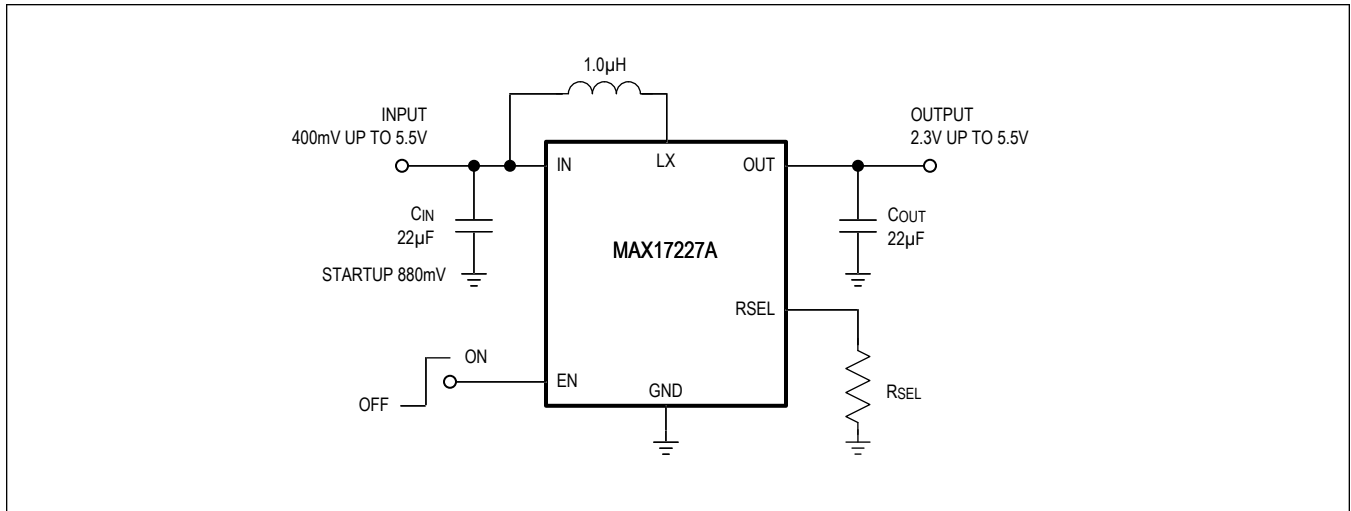 1.0µH
INPUT
400mV UP TO 5.5V
OUTPUT
2.3V UP TO 5.5V
IN
LX
OUT
CIN
22µF
COUT
22µF
MAX17227A
STARTUP 880mV
RSEL
ON
OFF
EN
GND
RSEL